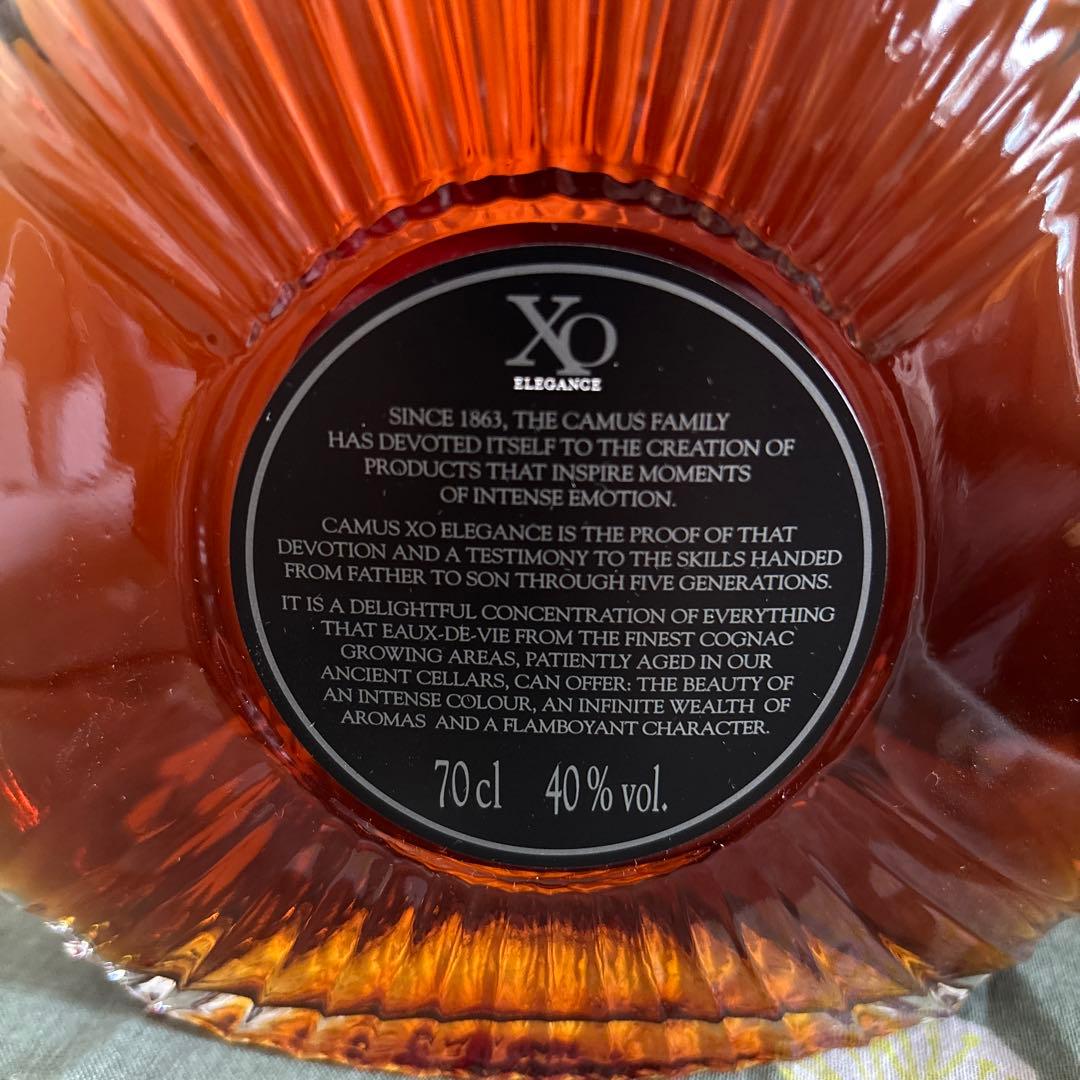 XO
ELEGANCE
SINCE 1863, THE CAMUS FAMILY
HAS DEVOTED ITSELF TO THE CREATION OF
PRODUCTS THAT INSPIRE MOMENTS
OF INTENSE EMOTION.
CAMUS XO ELEGANCE IS THE PROOF OF THAT
DEVOTION AND A TESTIMONY TO THE SKILLS HANDED
FROM FATHER TO SON THROUGH FIVE GENERATIONS.
IT IS A DELIGHTFUL CONCENTRATION OF EVERYTHING
THAT EAUX-DE-VIE FROM THE FINEST COGNAC
GROWING AREAS, PATIENTLY AGED IN OUR
ANCIENT CELLARS, CAN OFFER: THE BEAUTY OF
AN INTENSE COLOUR, AN INFINITE WEALTH OF
AROMAS AND A FLAMBOYANT CHARACTER.
70 cl 40 % vol.